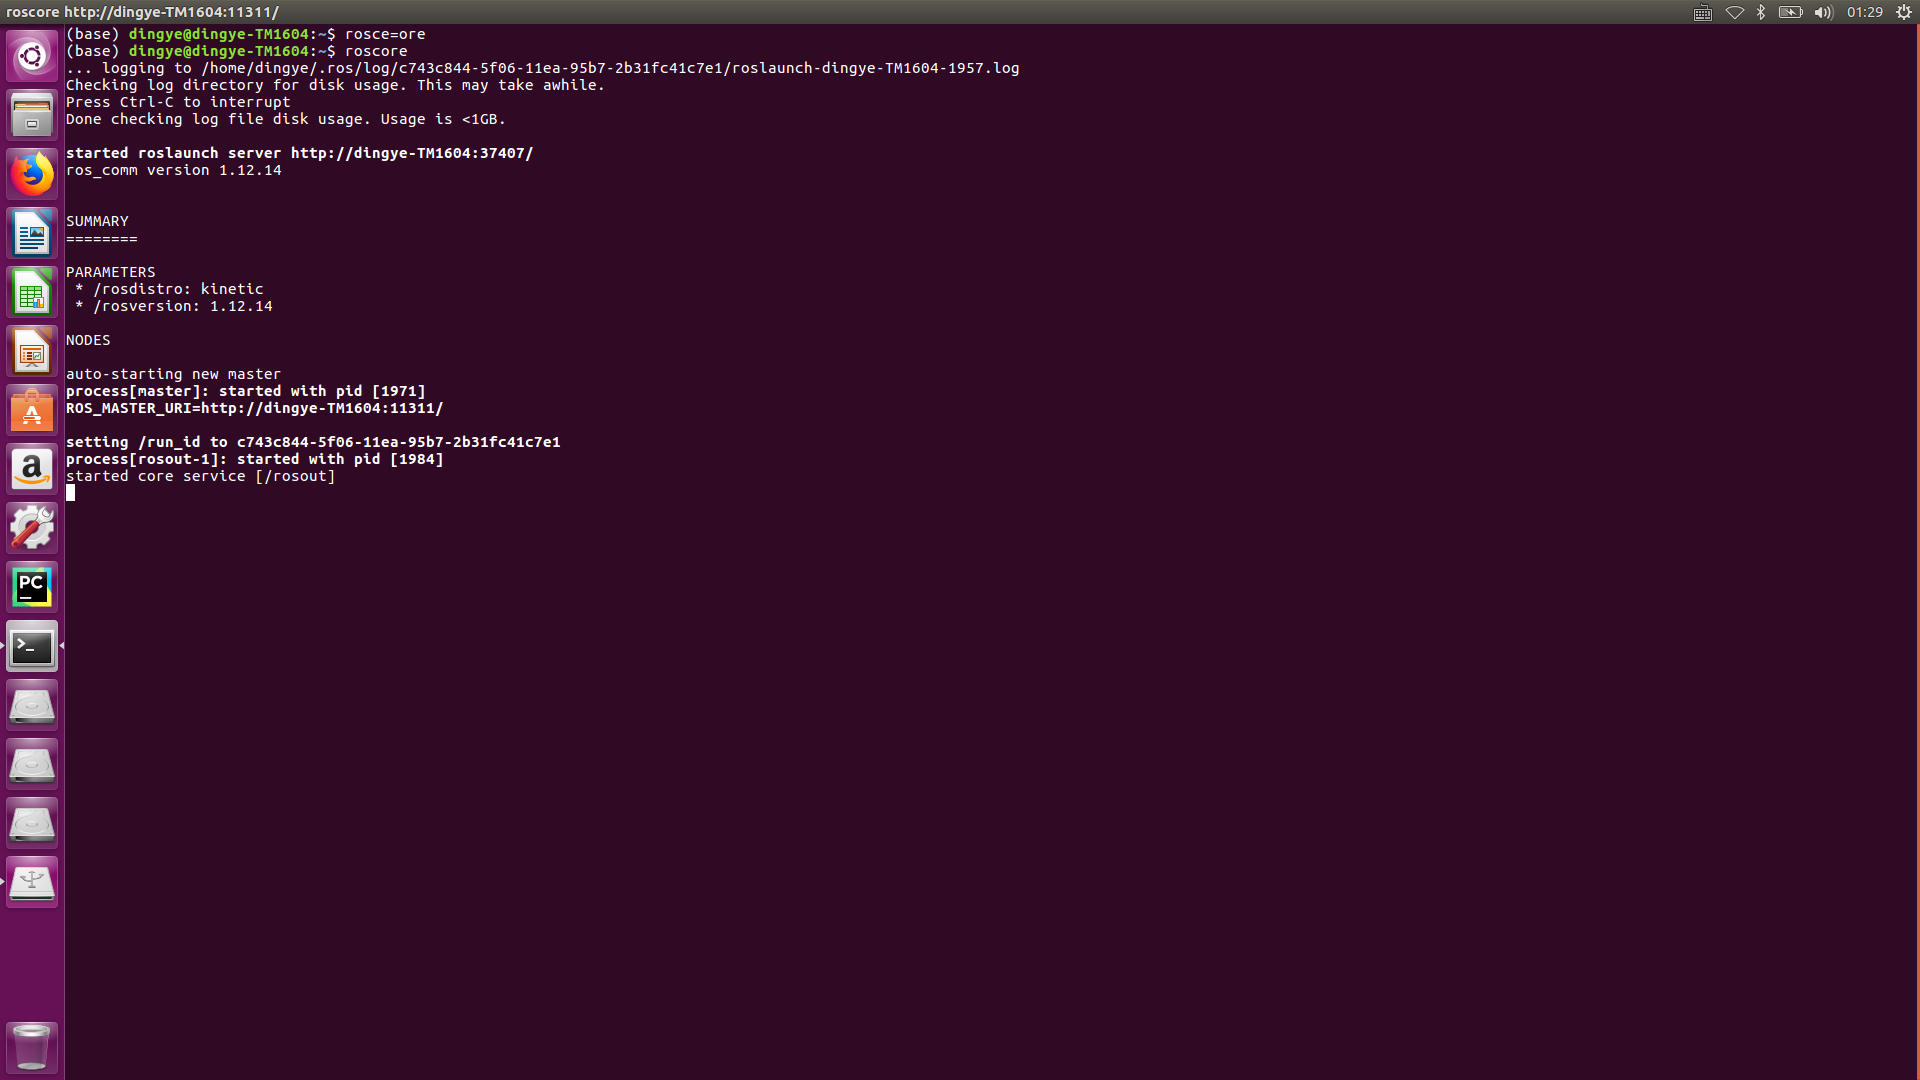 roscore http://dingye-TM1604:11311/
01:29
(base) dingye@dingye-TM1604:~$ rosce=ore
(base) dingye@dingye-TM1604:~$ roscore
... logging to /home/dingye/.ros/log/c743c844-5f06-11ea-95b7-2b31fc41c7e1/roslaunch-dingye-TM1604-1957.log
Checking log directory for disk usage. This may take awhile.
Press Ctrl-C to interrupt
Done checking log file disk usage. Usage is <1GB.
started roslaunch server http://dingye-TM1604:37407/
ros_comm version 1.12.14
SUMMARY
========
PARAMETERS
* /rosdistro: kinetic
* /rosversion: 1.12.14
NODES
auto-starting new master
process[master]: started with pid [1971]
ROS_MASTER_URI=http://dingye-TM1604:11311/
setting /run_id to c743c844-5f06-11ea-95b7-2b31fc41c7e1
process[rosout-1]: started with pid [1984]
started core service [/rosout]
A
a
PC
>_